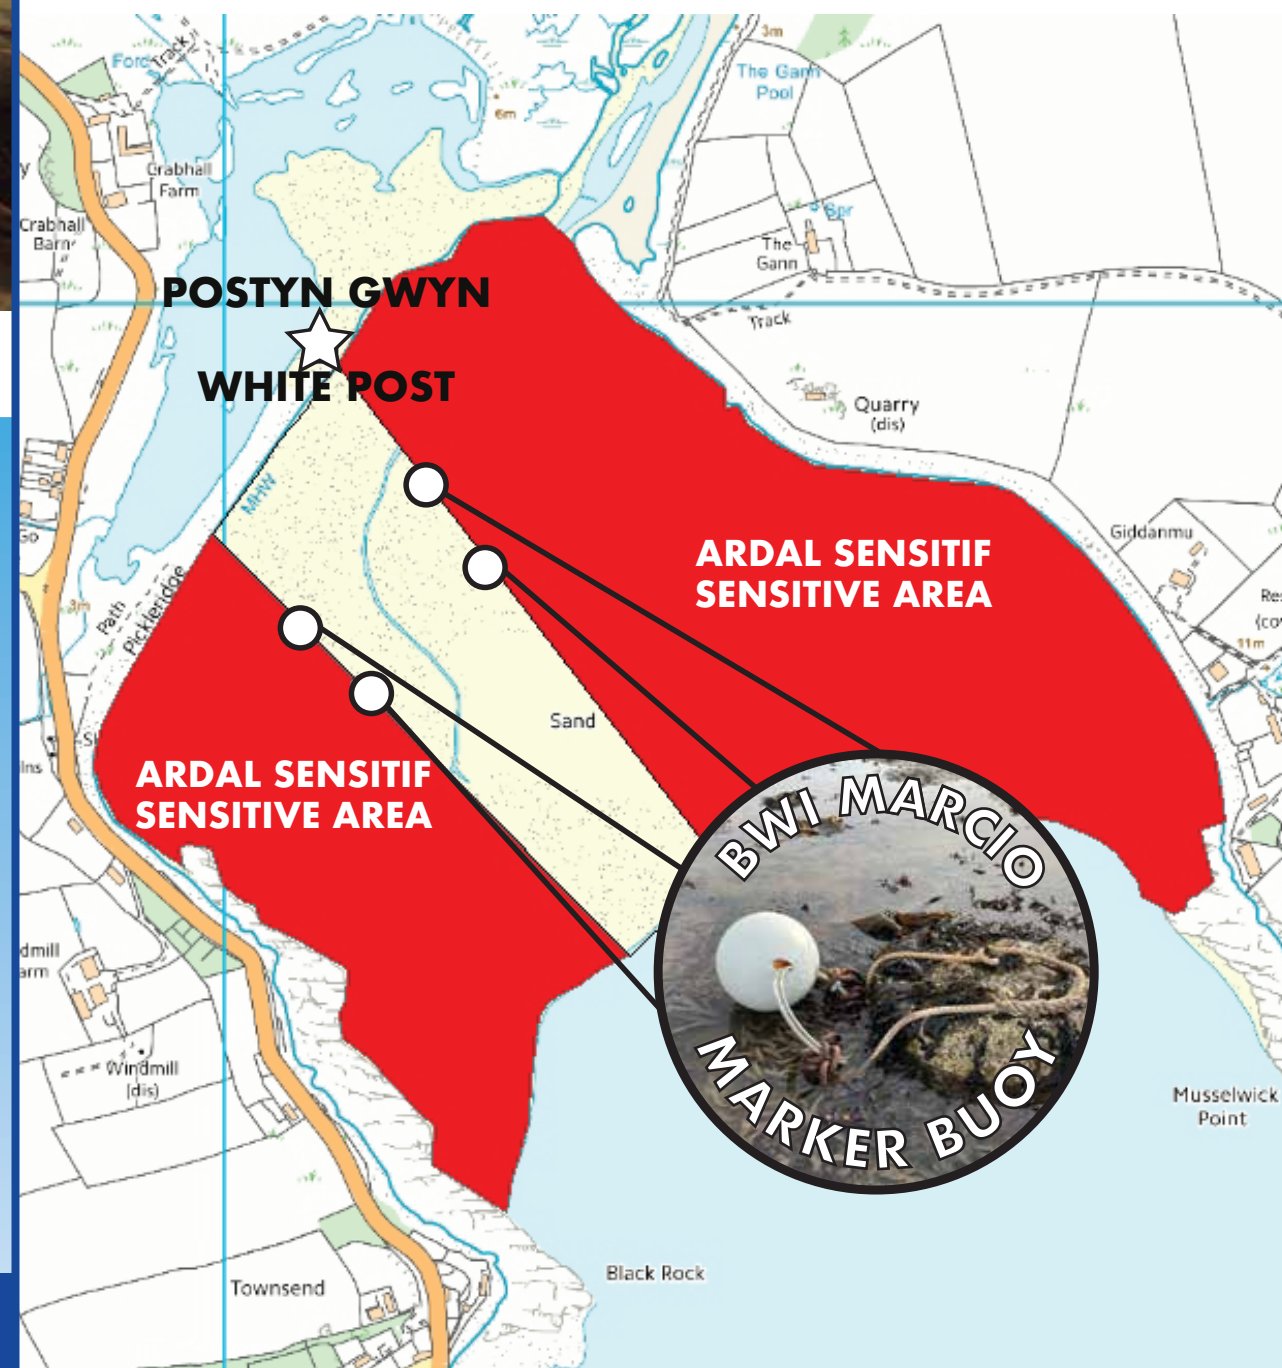 3m
Ford
Track
The Gann
Pool
6m
Crabhall
Farm
Spr
Crabhall
Barn
The
Gann
POSTYN GWYN
Track
WHITE POST
Quarry
(dis)
MHW
Giddanmu
ARDAL SENSITIF
SENSITIVE AREA
3m
Path
Pickleridge
11m
Sand
ARDAL SENSITIF
SENSITIVE AREA
BWI MARCIO
MARKER BUOY
Windmill
(dis)
Musselwick
Point
Black Rock
Townsend